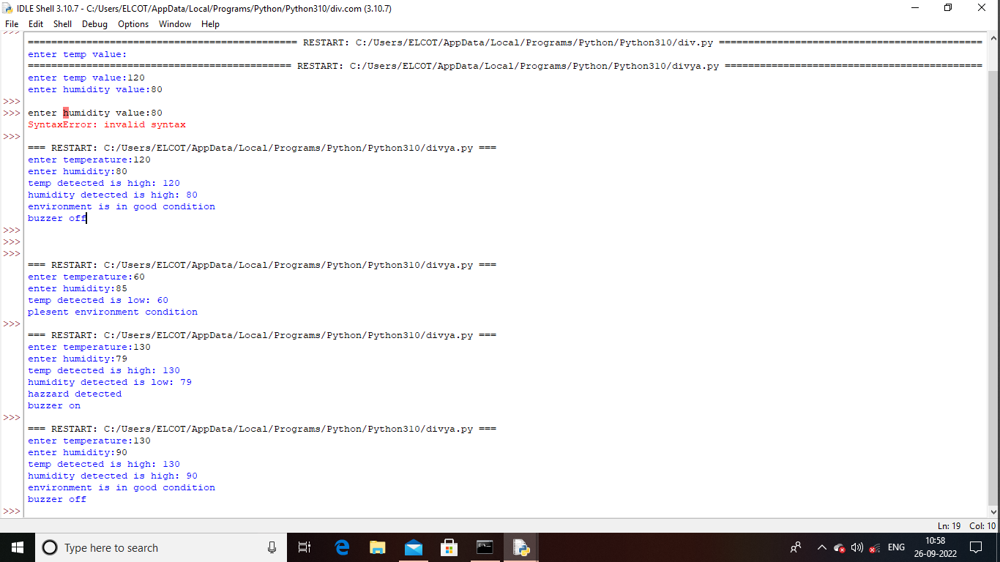 IDLE Shell 3.10.7 - C:/Users/ELCOT/AppData/Local/Programs/Python/Python310/div.com (3.10.7)
File Edit Shell Debug Options Window Help
>>>
============================================== RESTART: C:/Users/ELCOT/AppData/Local/Programs/Python/Python310/div.py =============================================
enter temp value:
============================================= RESTART: C:/Users/ELCOT/AppData/Local/Programs/Python/Python310/divya.py ============================================
enter temp value:120
enter humidity value:80
>>>
>>> enter humidity value:80
SyntaxError: invalid syntax
>>>
=== RESTART: C:/Users/ELCOT/AppData/Local/Programs/Python/Python310/divya.py ===
enter temperature:120
enter humidity:80
temp detected is high: 120
humidity detected is high: 80
environment is in good condition
buzzer off
>>>
>>>
>>>
=== RESTART: C:/Users/ELCOT/AppData/Local/Programs/Python/Python310/divya.py ===
enter temperature:60
enter humidity:85
temp detected is low: 60
plesent environment condition
>>>
=== RESTART: C:/Users/ELCOT/AppData/Local/Programs/Python/Python310/divya.py ===
enter temperature:130
enter humidity:79
temp detected is high: 130
humidity detected is low: 79
hazzard detected
buzzer on
>>>
=== RESTART: C:/Users/ELCOT/AppData/Local/Programs/Python/Python310/divya.py ===
enter temperature:130
enter humidity:90
temp detected is high: 130
humidity detected is high: 90
environment is in good condition
buzzer off
>>>
Ln: 19 Col: 10
Type here to search
ENG
10:58
26-09-2022